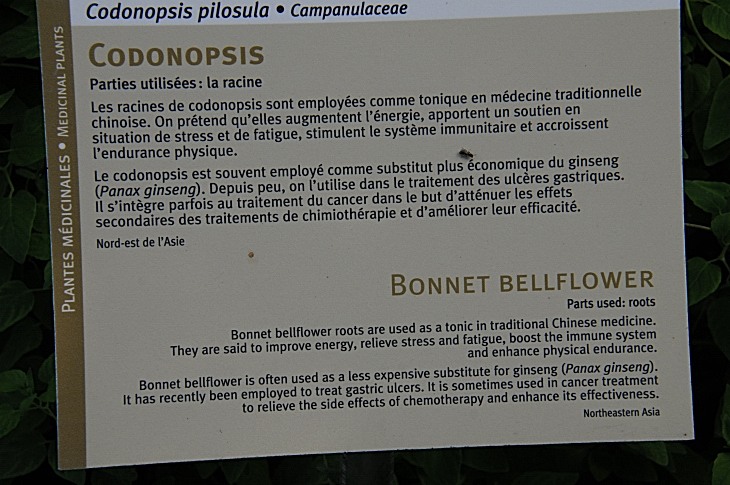 Codonopsis pilosula • Campanulaceae
PLANTES MÉDICINALES • MEDICINAL PLANTS
CODONOPSIS
Parties utilisées : la racine
Les racines de codonopsis sont employées comme tonique en médecine traditionnelle
chinoise. On prétend qu'elles augmentent l'énergie, apportent un soutien en
situation de stress et de fatigue, stimulent le système immunitaire et accroissent
l'endurance physique.
Le codonopsis est souvent employé comme substitut plus économique du ginseng
(Panax ginseng). Depuis peu, on l'utilise dans le traitement des ulcères gastriques.
Il s'intègre parfois au traitement du cancer dans le but d'atténuer les effets
secondaires des traitements de chimiothérapie et d'améliorer leur efficacité.
Nord-est de l'Asie
BONNET BELLFLOWER
Parts used: roots
Bonnet bellflower roots are used as a tonic in traditional Chinese medicine.
They are said to improve energy, relieve stress and fatigue, boost the immune system
and enhance physical endurance.
Bonnet bellflower is often used as a less expensive substitute for ginseng (Panax ginseng).
It has recently been employed to treat gastric ulcers. It is sometimes used in cancer treatment
to relieve the side effects of chemotherapy and enhance its effectiveness.
Northeastern Asia